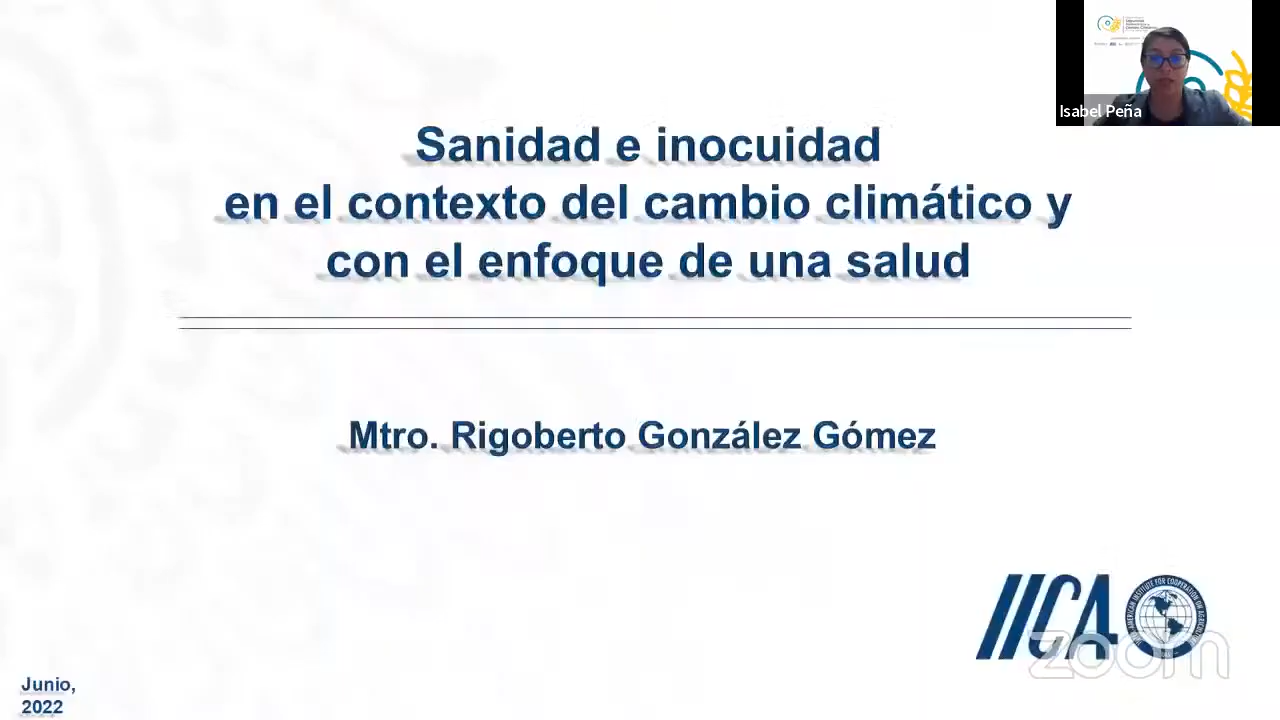 Isabel Peña
Sanidad e inocuidad
en el contexto del cambio climático y
con el enfoque de una salud
Mtro. Rigoberto González Gómez
IICA
zoom
Junio,
2022